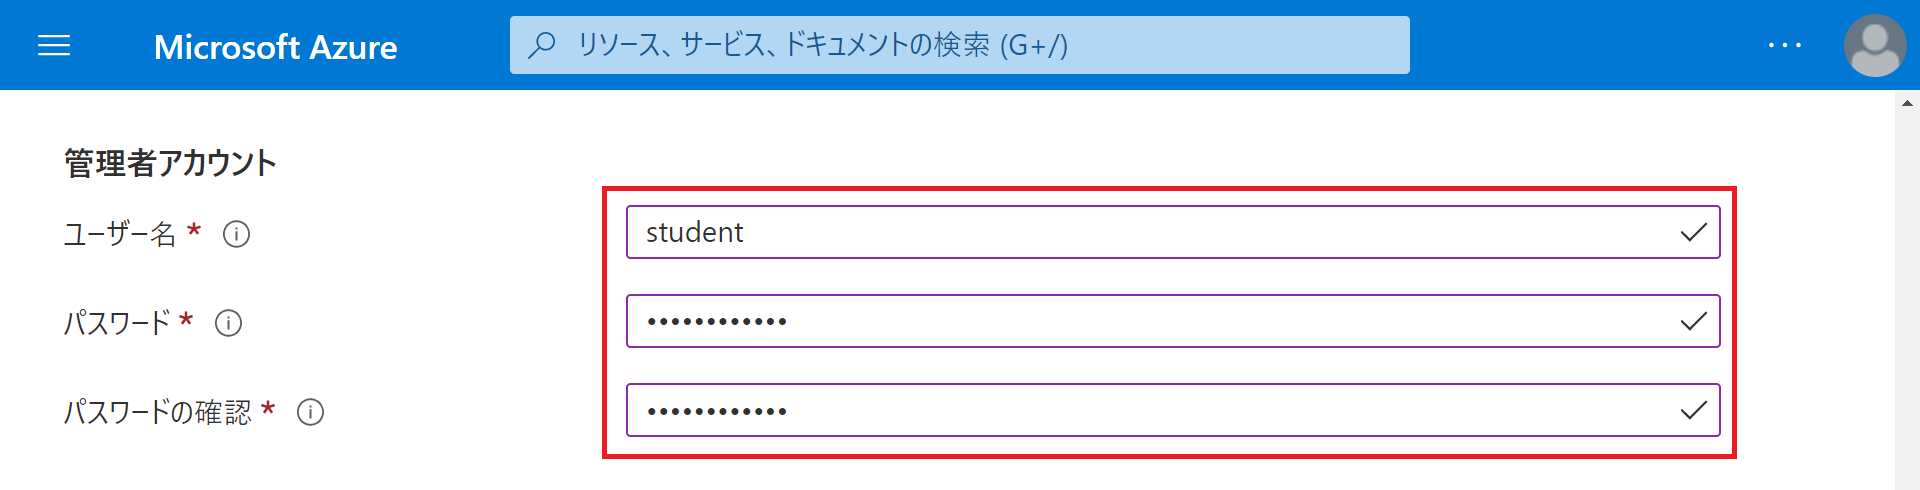 Microsoft Azure
リソース、サービス、ドキュメントの検索 (G+/)
管理者アカウント
ユーザー名 *
student
パスワード *
••••••••••••
パスワードの確認 *
••••••••••••